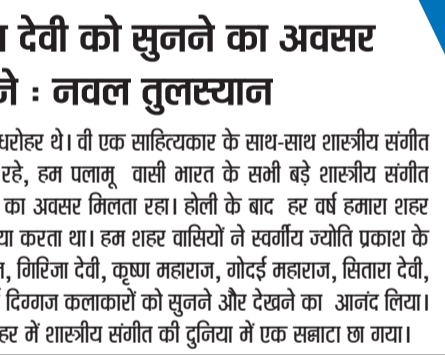 देवी को सुनने का अवसर
: नवल तुलस्यान
धरोहर थे। वी एक साहित्यकार के साथ-साथ शास्त्रीय संगीत
रहे, हम पलामू वासी भारत के सभी बड़े शास्त्रीय संगीत
का अवसर मिलता रहा। होली के बाद हर वर्ष हमारा शहर
करता था। हम शहर वासियों ने स्वर्गीय ज्योति प्रकाश के
गिरिजा देवी, कृष्ण महाराज, गोदई महाराज, सितारा देवी,
दिग्गज कलाकारों को सुनने और देखने का आनंद लिया।
में शास्त्रीय संगीत की दुनिया में एक सन्नाटा छा गया।